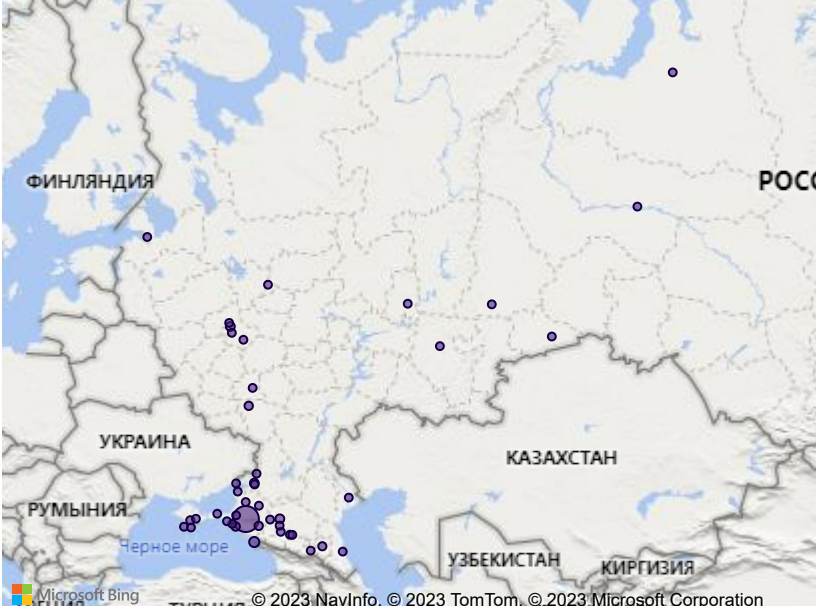 ФИНЛЯНДИЯ
РОСС
УКРАИНА
КАЗАХСТАН
РУМЫНИЯ
Черное море
УЗБЕКИСТАН
КИРГИЗИЯ
Microsoft Bing
© 2023 NavInfo, © 2023 TomTom, © 2023 Microsoft Corporation